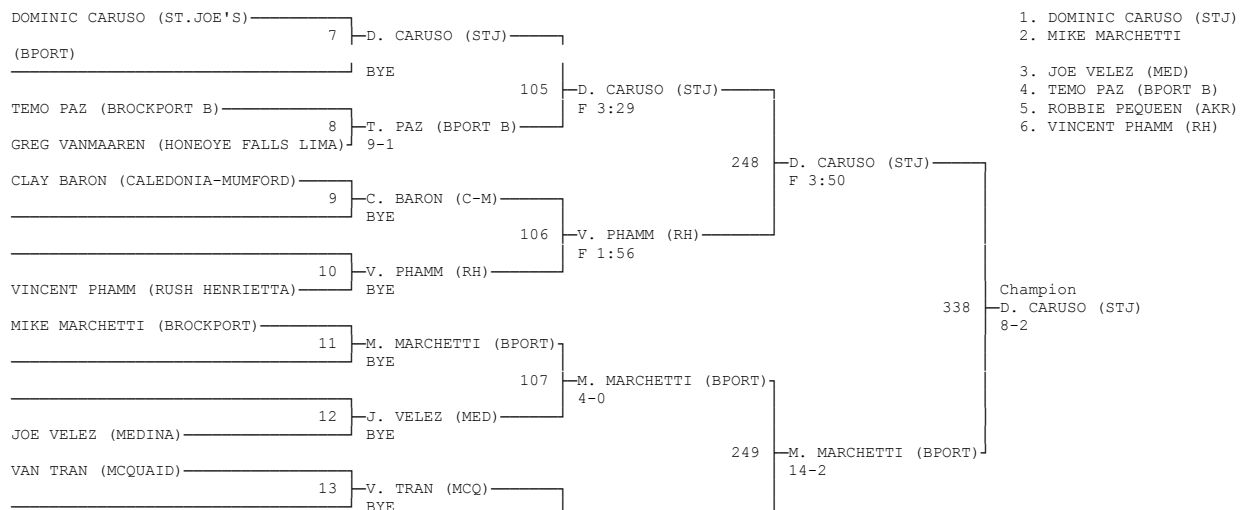 DOMINIC CARUSO (ST.JOE'S) 1. DOMINIC CARUSO (STJ)
7 D. CARUSO (STJ) 2. MIKE MARCHETTI
(BPORT)
BYE 3. JOE VELEZ (MED)
105 D. CARUSO (STJ) 4. TEMO PAZ (BPORT B)
TEMO PAZ (BROCKPORT B) F 3:29 5. ROBBIE PEQUEEN (AKR)
8 T. PAZ (BPORT B) 6. VINCENT PHAMM (RH)
GREG VANMAAREN (HONEOYE FALLS LIMA) 9-1
248 D. CARUSO (STJ)
CLAY BARON (CALEDONIA-MUMFORD) F 3:50
9 C. BARON (C-M)
BYE
106 V. PHAMM (RH)
F 1:56
10 V. PHAMM (RH)
VINCENT PHAMM (RUSH HENRIETTA) BYE Champion
338 D. CARUSO (STJ)
MIKE MARCHETTI (BROCKPORT) 8-2
11 M. MARCHETTI (BPORT)
BYE
107 M. MARCHETTI (BPORT)
4-0
12 J. VELEZ (MED)
JOE VELEZ (MEDINA) BYE
249 M. MARCHETTI (BPORT)
VAN TRAN (MCQUAID) 14-2
13 V. TRAN (MCQ)
BYE